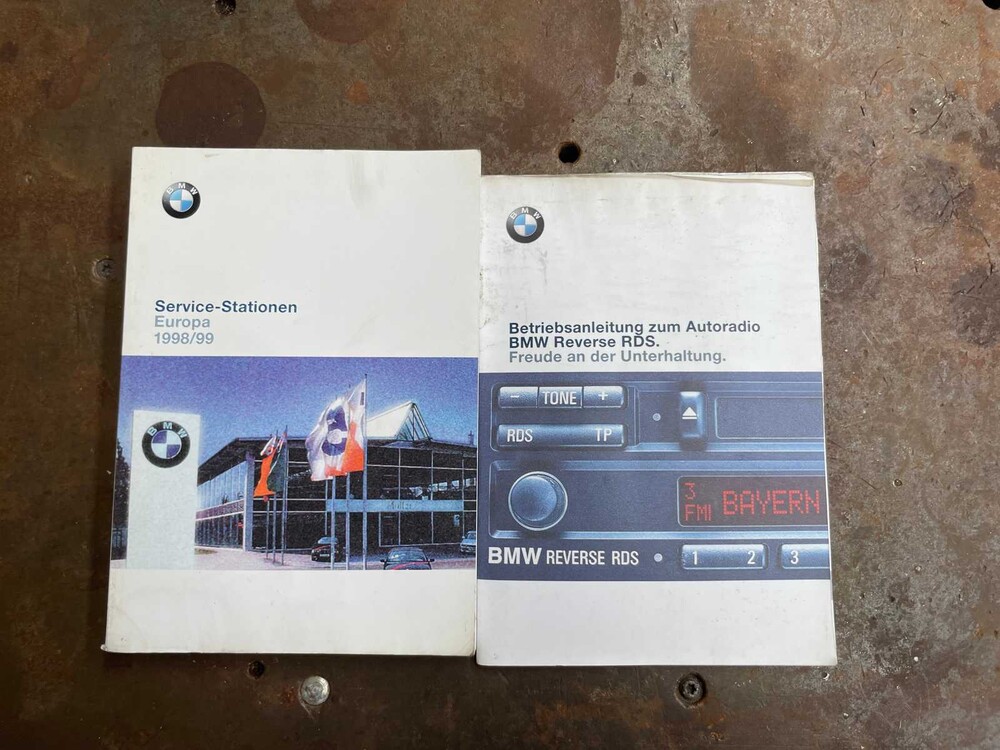 BMW
Service-Stationen
Europa
1998/99
BMW
BMW
Betriebsanleitung zum Autoradio
BMW Reverse RDS.
Freude an der Unterhaltung.
- TONE +
RDS TP
3
FM1 BAYERN
BMW REVERSE RDS
1 2 3